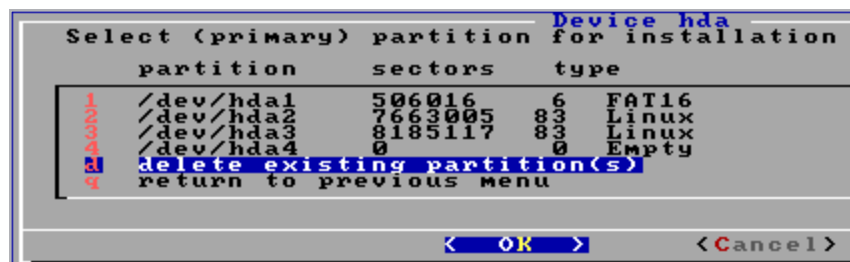 Device hda
Select (primary) partition for installation
partition sectors type
1 /dev/hda1 506016 6 FAT16
2 /dev/hda2 7663005 83 Linux
3 /dev/hda3 8185117 83 Linux
4 /dev/hda4 0 0 Empty
d delete existing partition(s)
q return to previous menu
< OK > <Cancel>